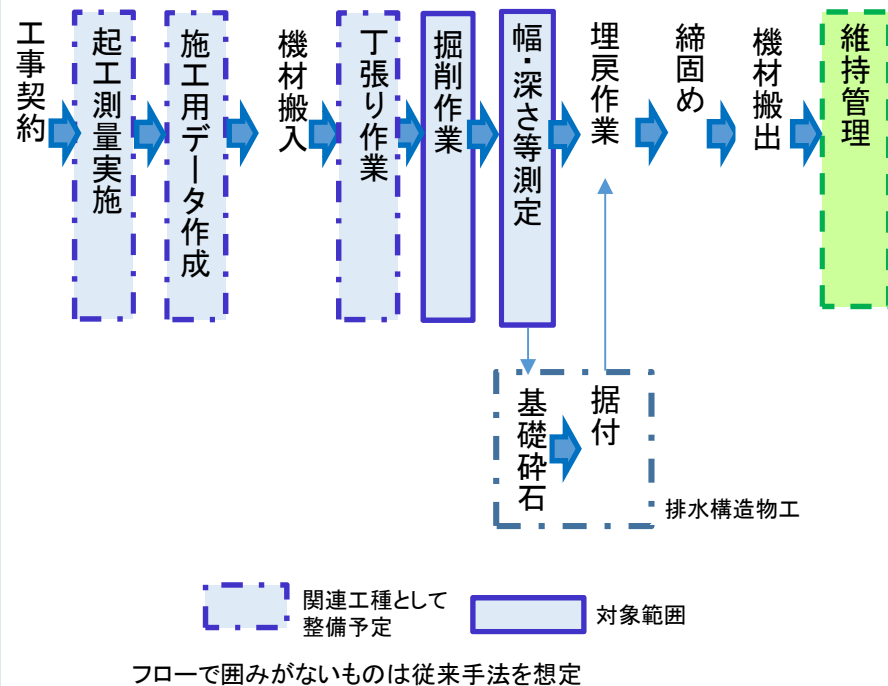 工事契約
起工測量実施
施工用データ作成
機材搬入
丁張り作業
掘削作業
幅・深さ等測定
埋戻作業
締固め
機材搬出
維持管理
基礎砕石
据付
排水構造物工
関連工種として
整備予定
対象範囲
フローで囲みがないものは従来手法を想定